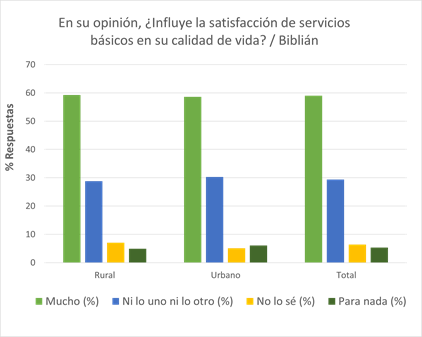 En su opinión, ¿Influye la satisfacción de servicios
básicos en su calidad de vida? / Biblián
% Respuestas
70
60
50
40
30
20
10
0
Rural Urbano Total
Mucho (%) Ni lo uno ni lo otro (%) No lo sé (%) Para nada (%)